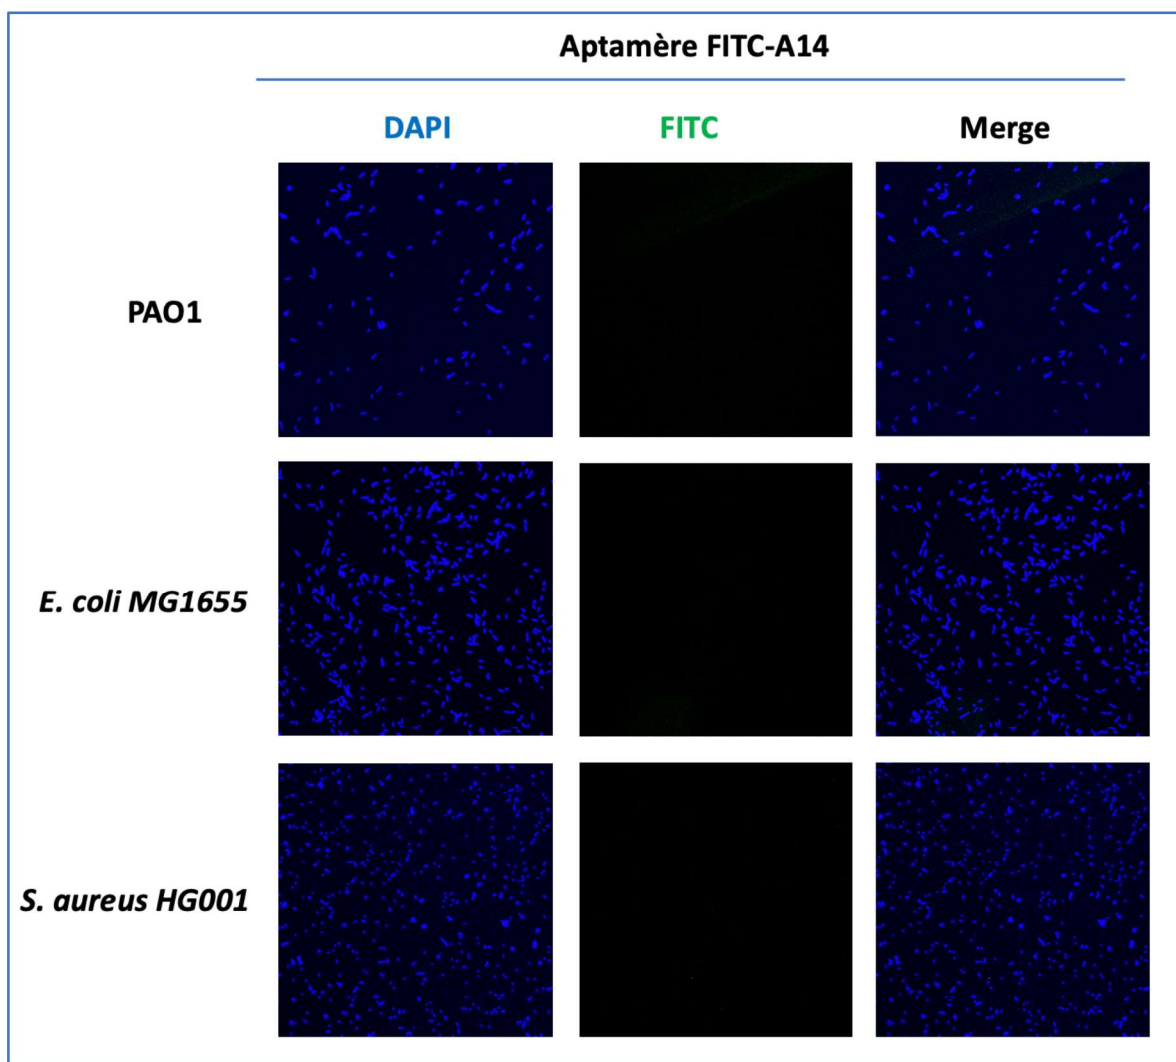 Aptamère FITC-A14
DAPI FITC Merge
PAO1
E. coli MG1655
S. aureus HG001